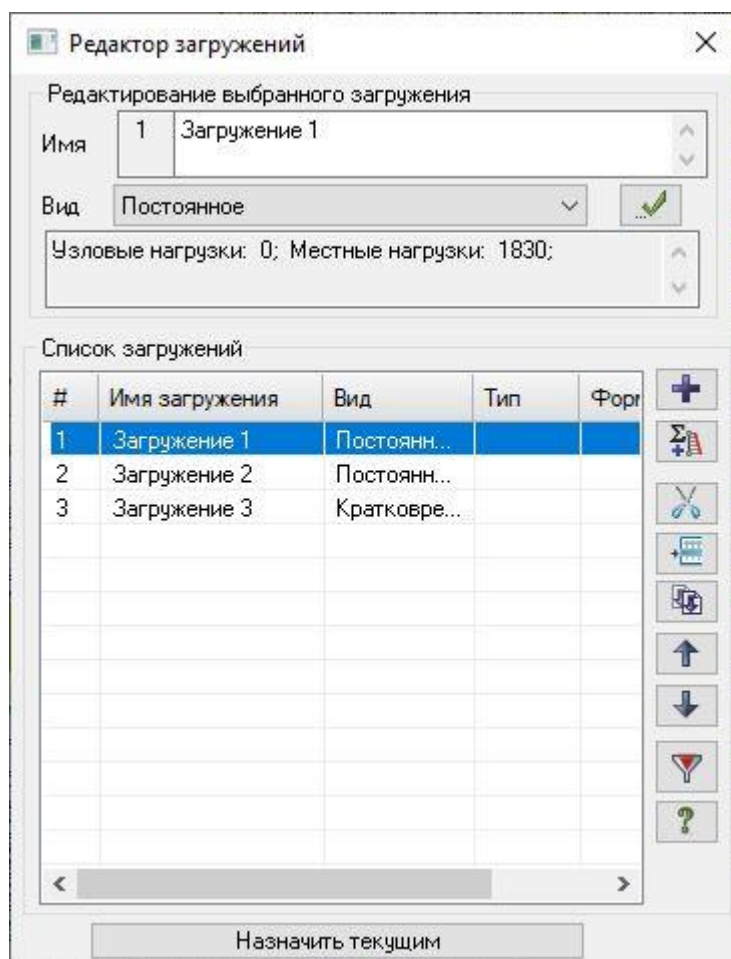 Редактор загружений
Редактирование выбранного загружения
Имя 1 Загружение 1
Вид Постоянное
Узловые нагрузки: 0; Местные нагрузки: 1830;
Список загружений
# Имя загружения Вид Тип Форм
1 Загружение 1 Постоянн...
2 Загружение 2 Постоянн...
3 Загружение 3 Кратковре...
Назначить текущим